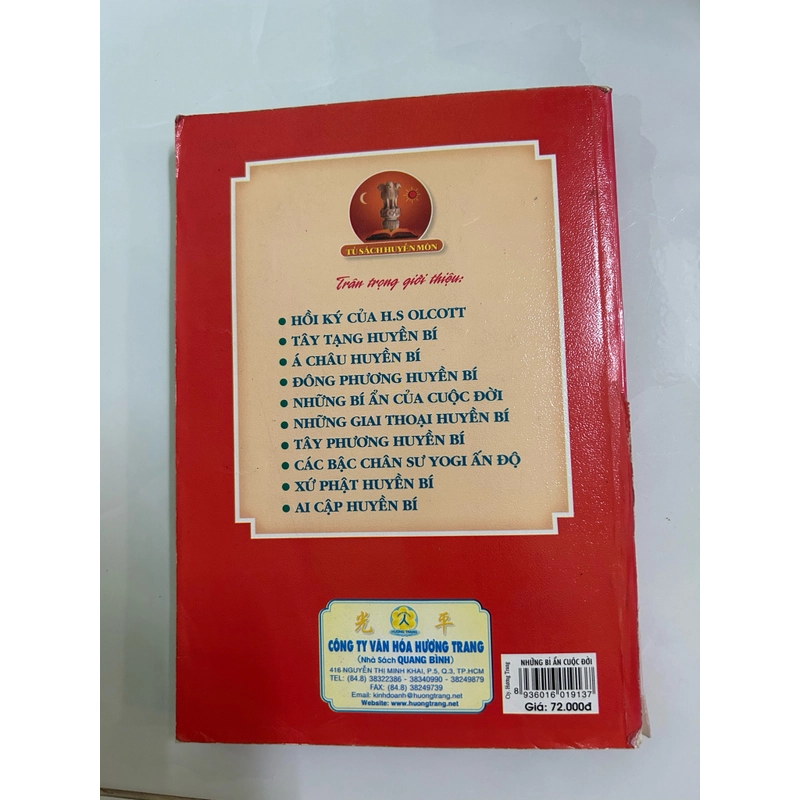 TỦ SÁCH HUYỀN MÔN
Trân trọng giới thiệu:
HỒI KÝ CỦA H.S OLCOTT
TÂY TẠNG HUYỀN BÍ
Á CHÂU HUYỀN BÍ
ĐÔNG PHƯƠNG HUYỀN BÍ
NHỮNG BÍ ẨN CỦA CUỘC ĐỜI
NHỮNG GIAI THOẠI HUYỀN BÍ
TÂY PHƯƠNG HUYỀN BÍ
CÁC BẬC CHÂN SƯ YOGI ẤN ĐỘ
XỨ PHẬT HUYỀN BÍ
AI CẬP HUYỀN BÍ
光 平
HƯƠNG TRANG
CÔNG TY VĂN HÓA HƯƠNG TRANG
(Nhà Sách QUANG BÌNH)
416 NGUYỄN THỊ MINH KHAI, P.5, Q.3, TP.HCM
TEL: (84.8) 38322386 - 38340990 - 38249879
FAX: (84.8) 38249739
Email: kinhdoanh@huongtrang.net
Website: www.huongtrang.net
Cty. Hương Trang
NHỮNG BÍ ẨN CUỘC ĐỜI
8 936016 019137
Giá: 72.000đ